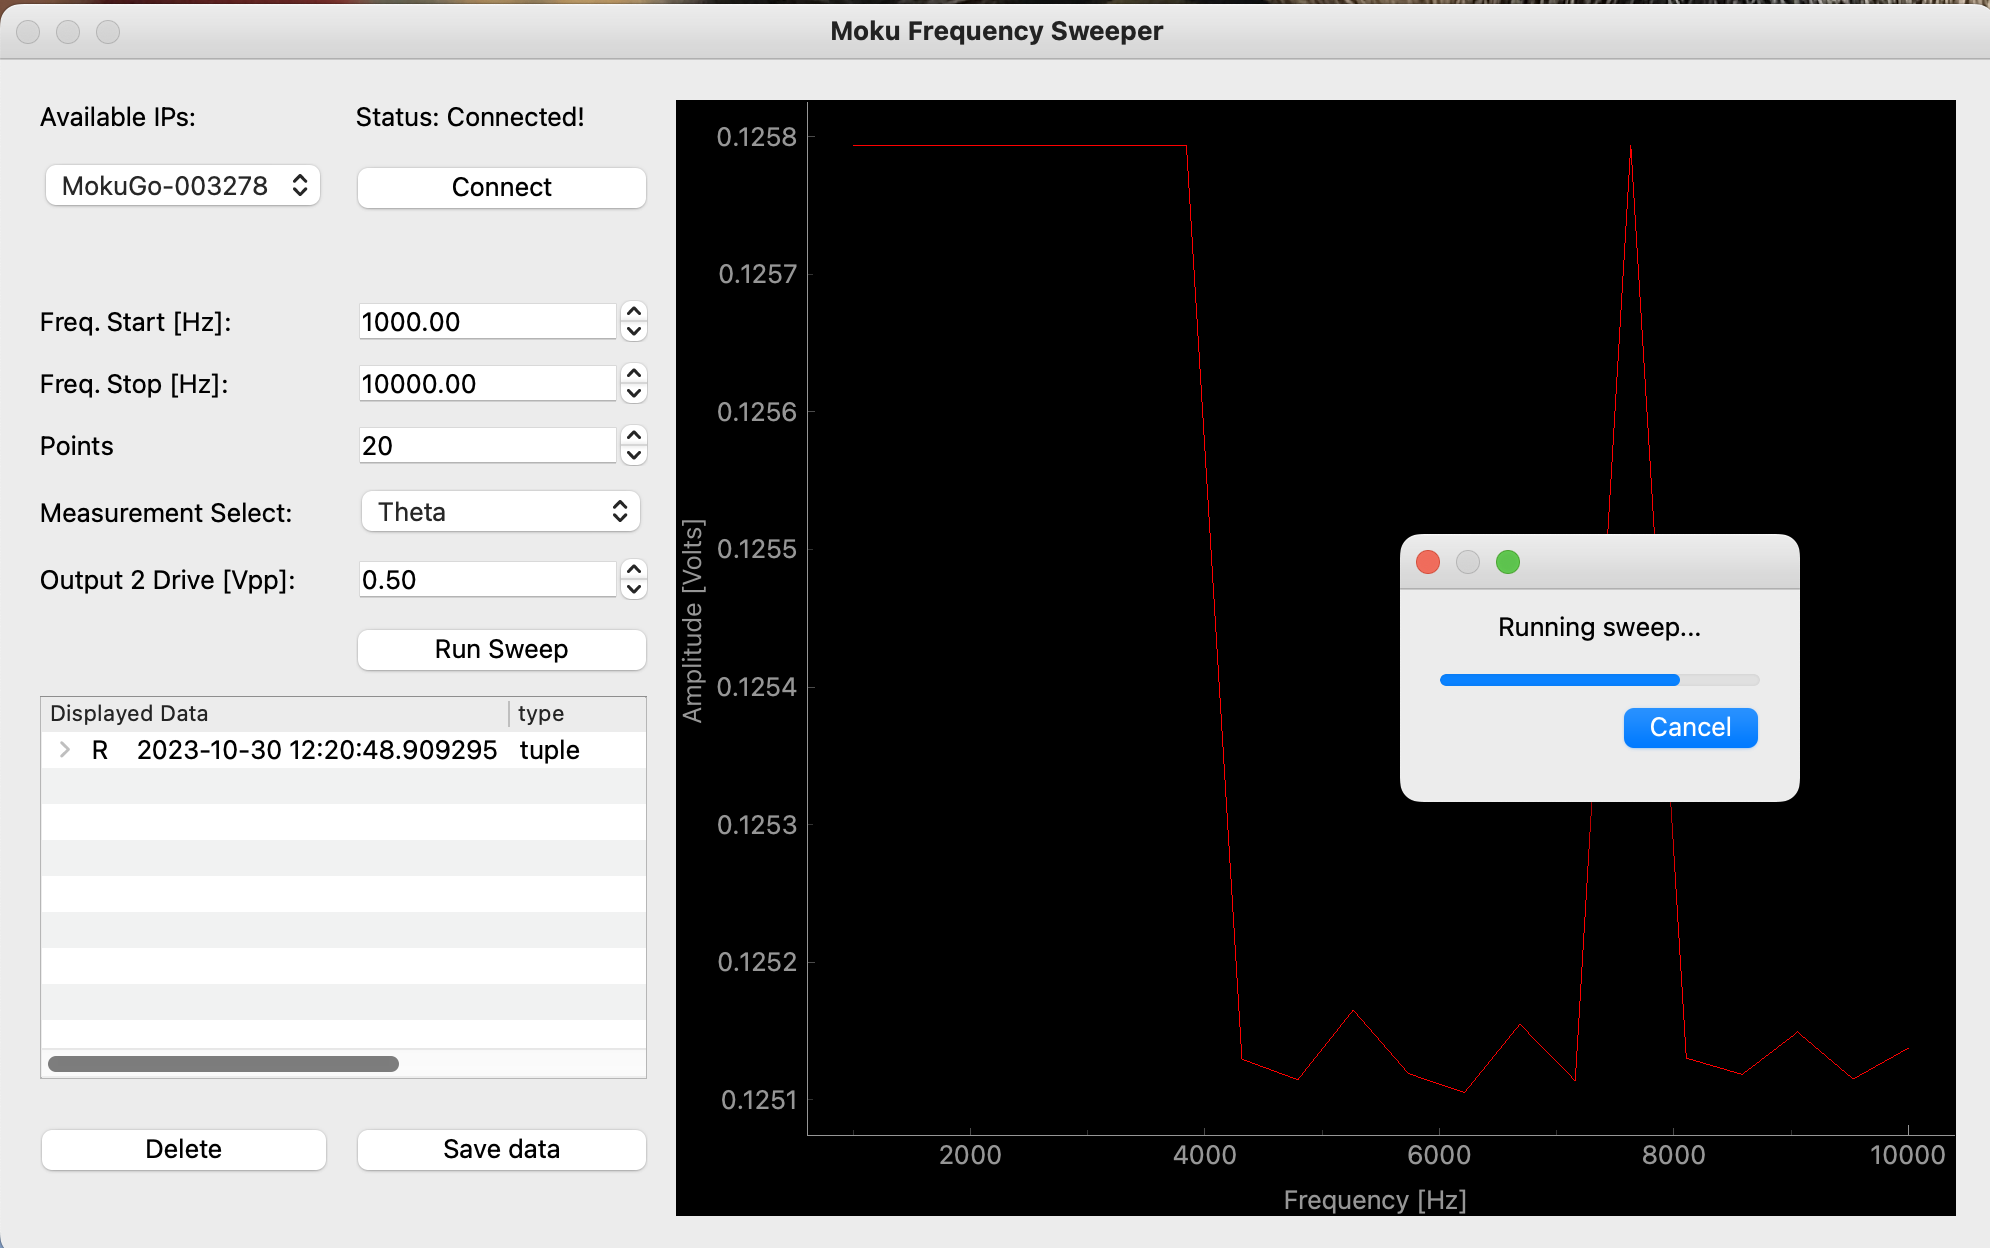 Moku Frequency Sweeper
Available IPs:
Status: Connected!
MokuGo-003278
Connect
Freq. Start [Hz]:
1000.00
Freq. Stop [Hz]:
10000.00
Points
20
Measurement Select:
Theta
Output 2 Drive [Vpp]:
0.50
Run Sweep
Displayed Data
type
R 2023-10-30 12:20:48.909295 tuple
Delete
Save data
Amplitude [Volts]
0.1258
0.1257
0.1256
0.1255
0.1254
0.1253
0.1252
0.1251
2000
4000
6000
8000
10000
Frequency [Hz]
Running sweep...
Cancel